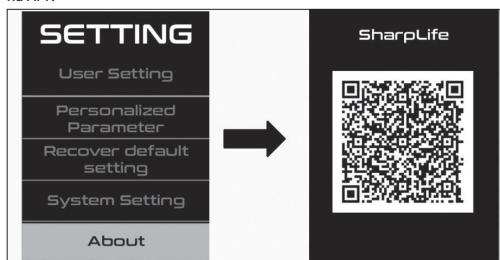 SETTING
User Setting
Personalized
Parameter
Recover default
setting
System Setting
About
SharpLife